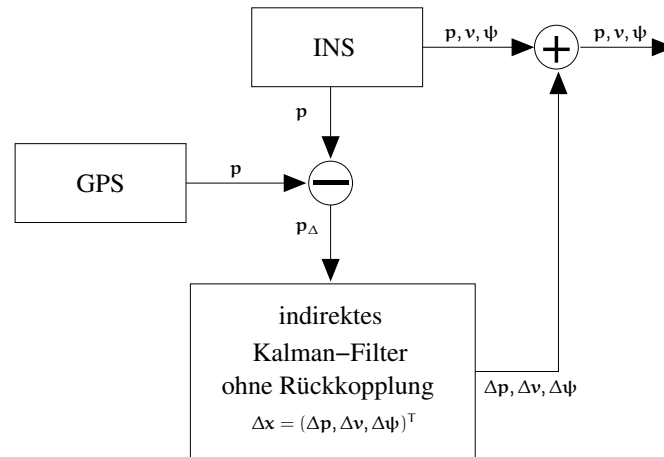 INS
p, v, ψ
p, v, ψ
p
GPS
p
p_Δ
indirektes
Kalman−Filter
ohne Rückkopplung
Δx = (Δp, Δv, Δψ)^T
Δp, Δv, Δψ